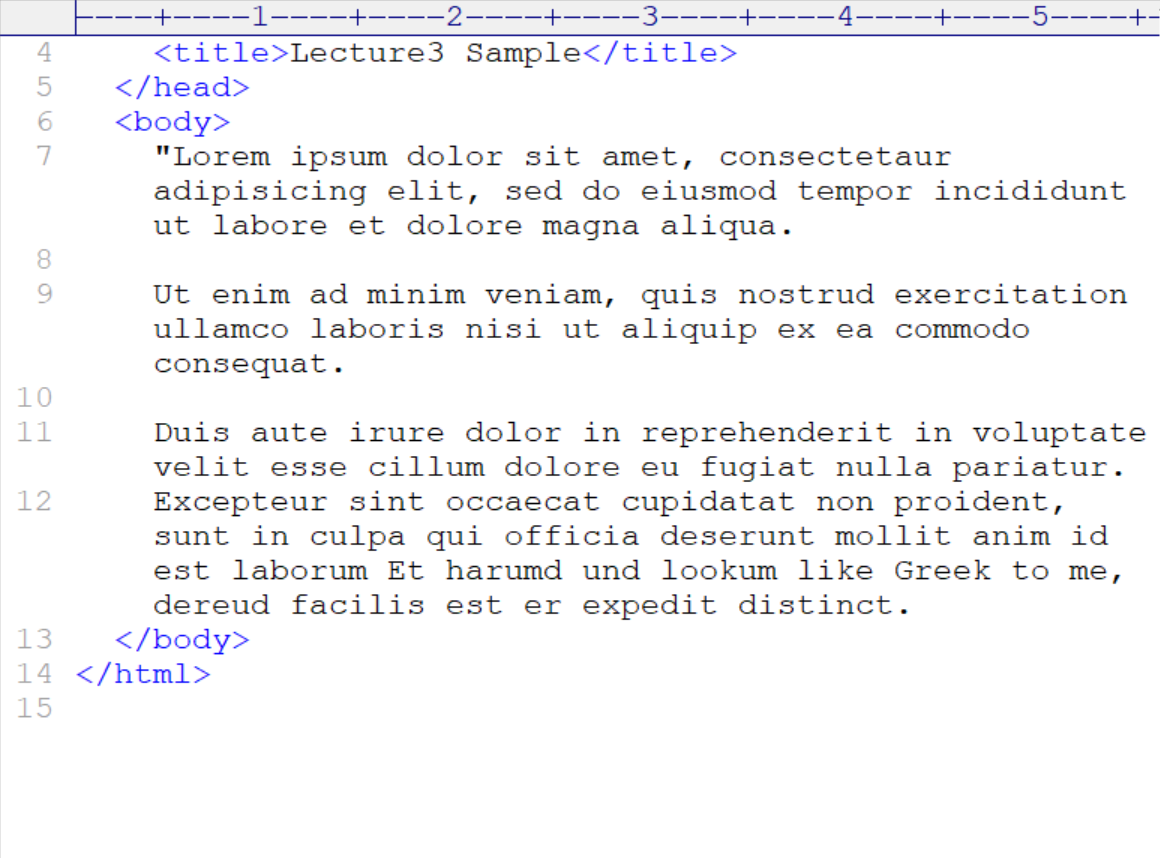 ----+----1----+----2----+----3----+----4----+----5----+-
4 <title>Lecture3 Sample</title>
5 </head>
6 <body>
7 "Lorem ipsum dolor sit amet, consectetaur
adipisicing elit, sed do eiusmod tempor incididunt
ut labore et dolore magna aliqua.
8
9 Ut enim ad minim veniam, quis nostrud exercitation
ullamco laboris nisi ut aliquip ex ea commodo
consequat.
10
11 Duis aute irure dolor in reprehenderit in voluptate
velit esse cillum dolore eu fugiat nulla pariatur.
12 Excepteur sint occaecat cupidatat non proident,
sunt in culpa qui officia deserunt mollit anim id
est laborum Et harumd und lookum like Greek to me,
dereud facilis est er expedit distinct.
13 </body>
14 </html>
15